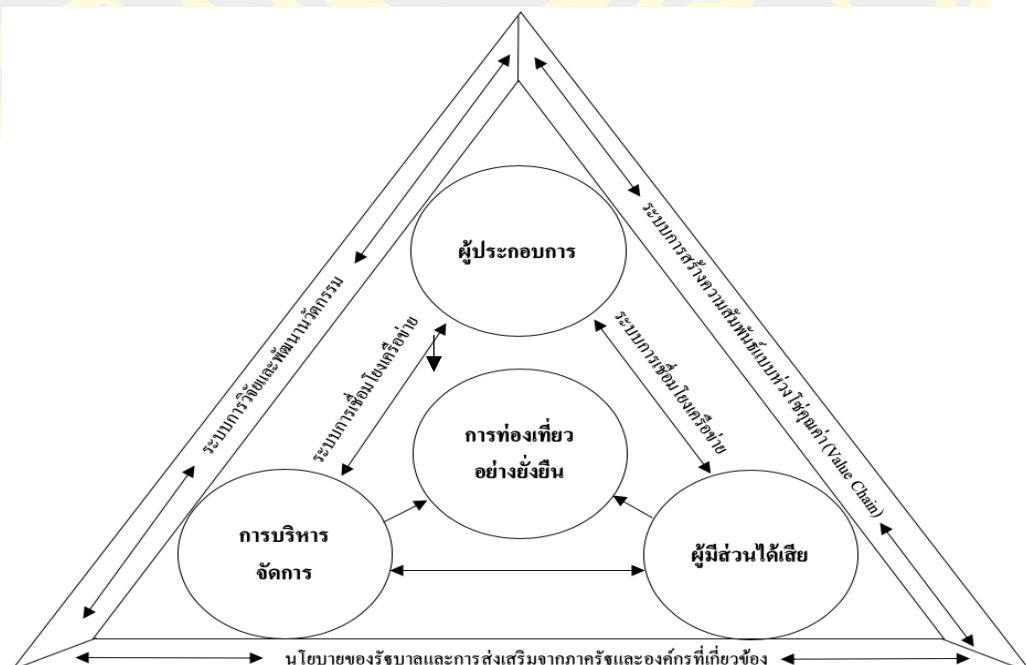 ผู้ประกอบการ
ระบบการวิจัยและพัฒนานวัตกรรม
ระบบการสร้างความสัมพันธ์แบบห่วงโซ่คุณค่า (Value Chain)
ระบบการเชื่อมโยงเครือข่าย
ระบบการเชื่อมโยงเครือข่าย
การท่องเที่ยว
อย่างยั่งยืน
การบริหาร
จัดการ
ผู้มีส่วนได้เสีย
นโยบายของรัฐบาลและการส่งเสริมจากภาครัฐและองค์กรที่เกี่ยวข้อง